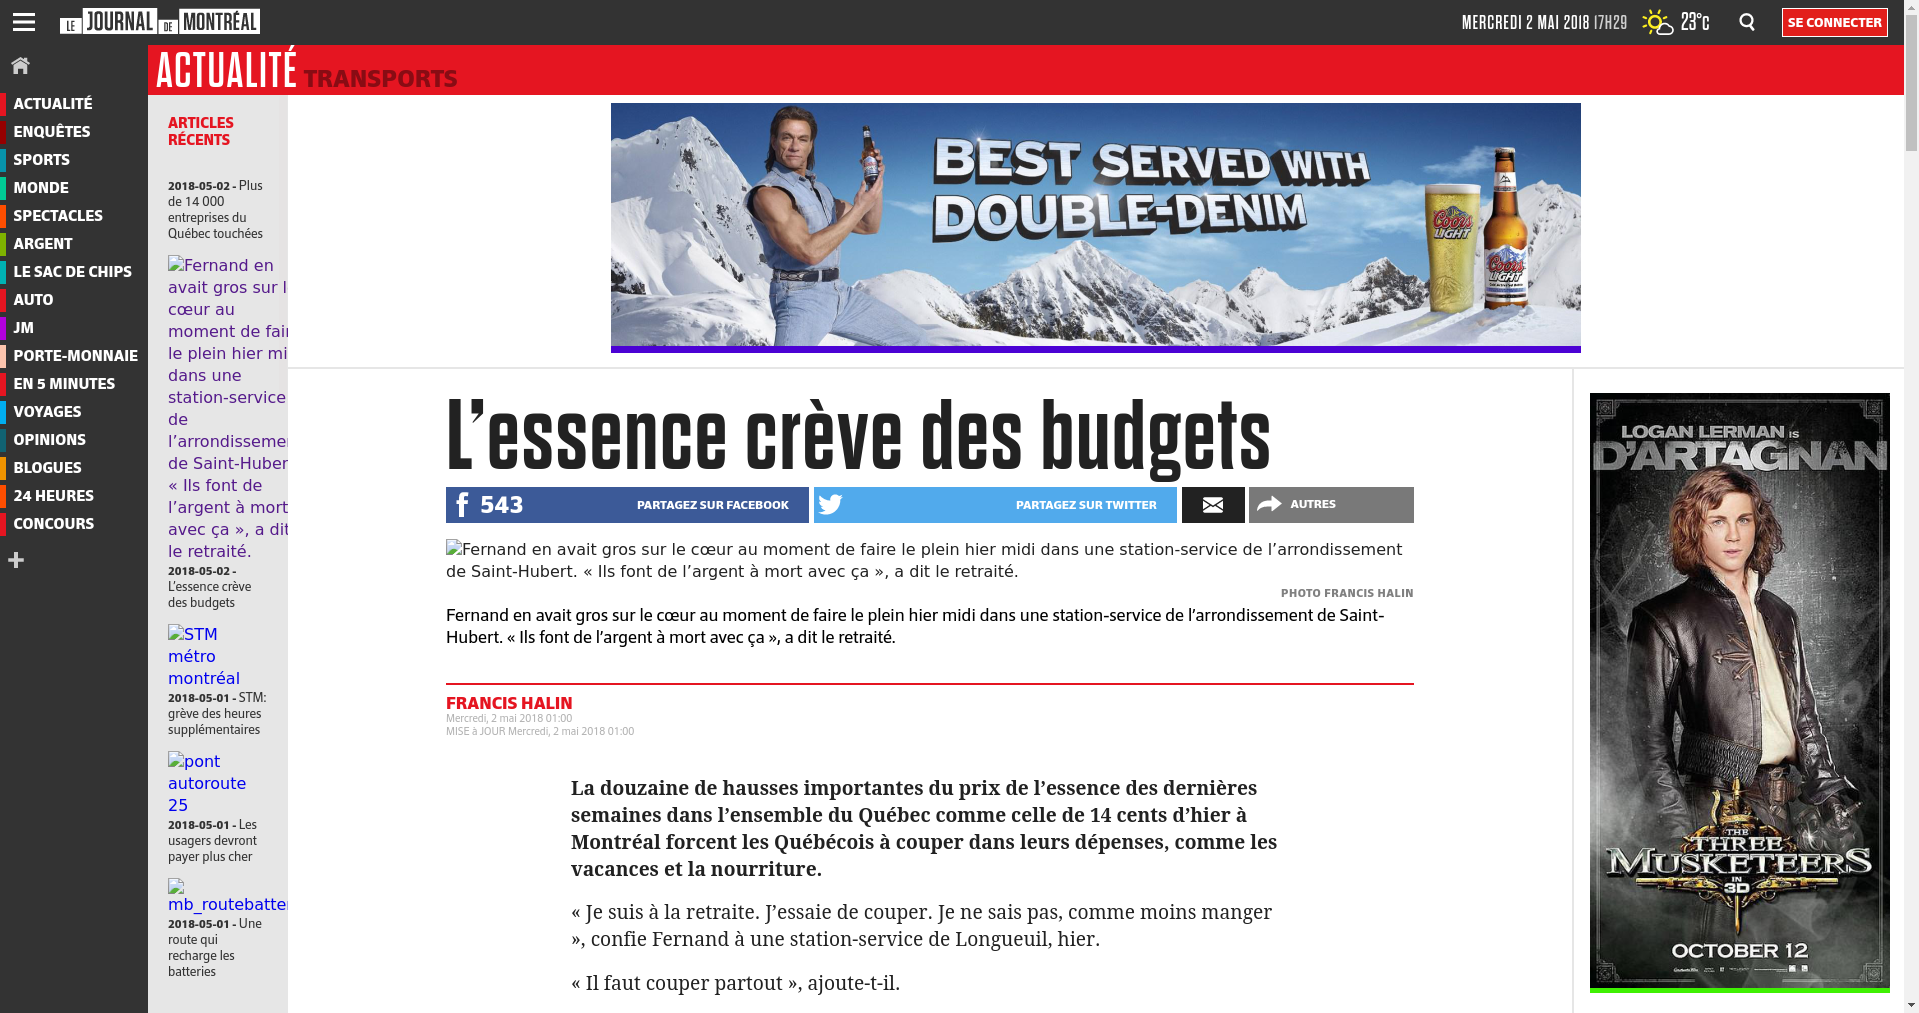 LE JOURNAL DE MONTRÉAL
MERCREDI 2 MAI 2018 17H29
23°C
SE CONNECTER
ACTUALITÉ TRANSPORTS
ACTUALITÉ
ENQUÊTES
SPORTS
MONDE
SPECTACLES
ARGENT
LE SAC DE CHIPS
AUTO
JM
PORTE-MONNAIE
EN 5 MINUTES
VOYAGES
OPINIONS
BLOGUES
24 HEURES
CONCOURS
ARTICLES
RÉCENTS
2018-05-02 - Plus
de 14 000
entreprises du
Québec touchées
Fernand en
avait gros sur l
cœur au
moment de fair
le plein hier mi
dans une
station-service
de
l’arrondissemen
de Saint-Huber
« Ils font de
l’argent à mort
avec ça », a dit
le retraité.
2018-05-02 -
L’essence crève
des budgets
STM
métro
montréal
2018-05-01 - STM:
grève des heures
supplémentaires
pont
autoroute
25
2018-05-01 - Les
usagers devront
payer plus cher
mb_routebatter
2018-05-01 - Une
route qui
recharge les
batteries
BEST SERVED WITH
DOUBLE-DENIM
Coors
LIGHT
Coors
LIGHT
L’essence crève des budgets
543
PARTAGEZ SUR FACEBOOK
PARTAGEZ SUR TWITTER
AUTRES
Fernand en avait gros sur le cœur au moment de faire le plein hier midi dans une station-service de l’arrondissement
de Saint-Hubert. « Ils font de l’argent à mort avec ça », a dit le retraité.
PHOTO FRANCIS HALIN
Fernand en avait gros sur le cœur au moment de faire le plein hier midi dans une station-service de l’arrondissement de Saint-
Hubert. « Ils font de l’argent à mort avec ça », a dit le retraité.
FRANCIS HALIN
Mercredi, 2 mai 2018 01:00
MISE à JOUR Mercredi, 2 mai 2018 01:00
La douzaine de hausses importantes du prix de l’essence des dernières
semaines dans l’ensemble du Québec comme celle de 14 cents d’hier à
Montréal forcent les Québécois à couper dans leurs dépenses, comme les
vacances et la nourriture.
« Je suis à la retraite. J’essaie de couper. Je ne sais pas, comme moins manger
», confie Fernand à une station-service de Longueuil, hier.
« Il faut couper partout », ajoute-t-il.
LOGAN LERMAN IS
D'ARTAGNAN
THE
THREE
MUSKETEERS
IN
3D
OCTOBER 12